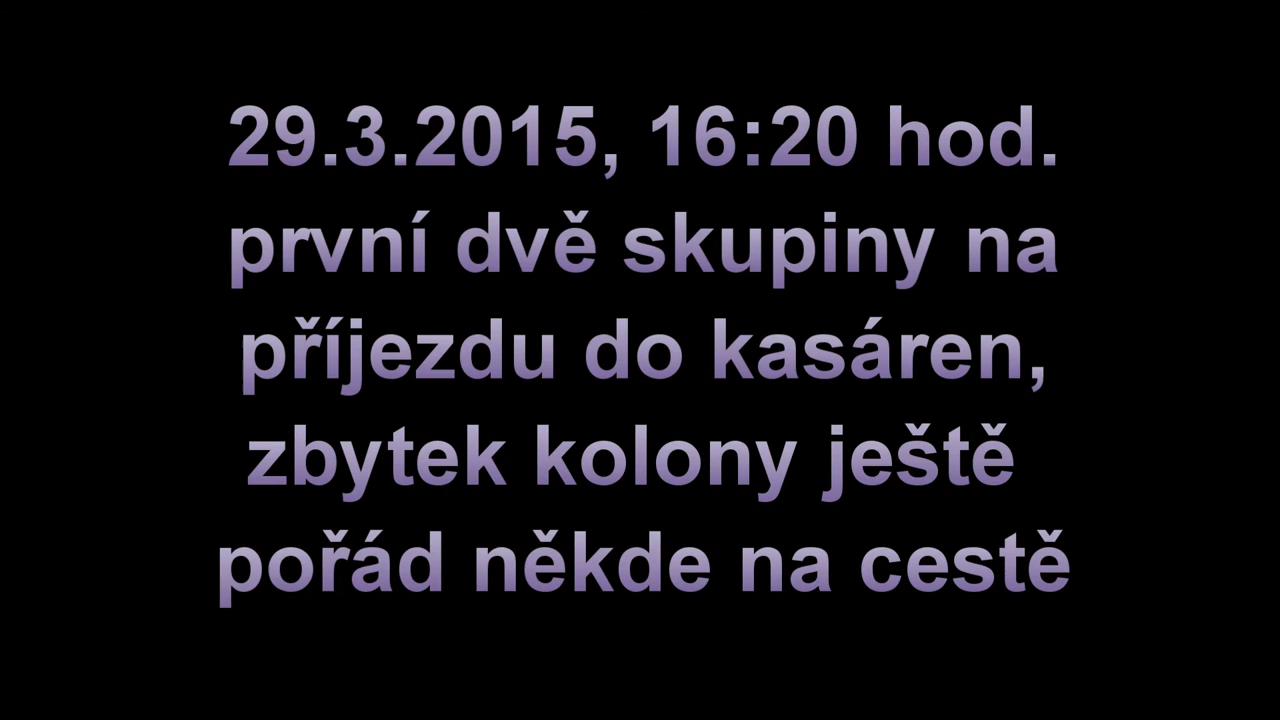 29.3.2015, 16:20 hod.
první dvě skupiny na
příjezdu do kasáren,
zbytek kolony ještě
pořád někde na cestě